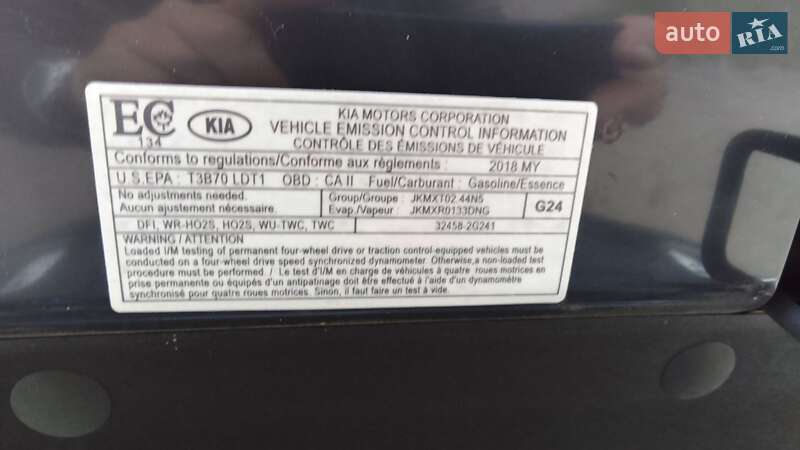 auto RIA .com
EC
134
KIA
KIA MOTORS CORPORATION
VEHICLE EMISSION CONTROL INFORMATION
CONTRÔLE DES ÉMISSIONS DE VÉHICULE
Conforms to regulations/Conforme aux règlements : 2018 MY
U.S.EPA : T3B70 LDT1 OBD : CA II Fuel/Carburant : Gasoline/Essence
No adjustments needed.
Aucun ajustement nécessaire.
Group/Groupe : JKMXT02.44N5
Evap./Vapeur : JKMXR0133DNG
G24
DFI, WR-HO2S, HO2S, WU-TWC, TWC
32458-2G241
WARNING / ATTENTION
Loaded I/M testing of permanent four-wheel drive or traction control-equipped vehicles must be
conducted on a four-wheel drive speed synchronized dynamometer. Otherwise,a non-loaded test
procedure must be performed. / Le test d'I/M en charge de véhicules à quatre roues motrices en
prise permanente ou équipés d'un antipatinage doit être effectué à l'aide d'un dynamomètre
synchronisé pour quatre roues motrices. Sinon, il faut faire un test à vide.